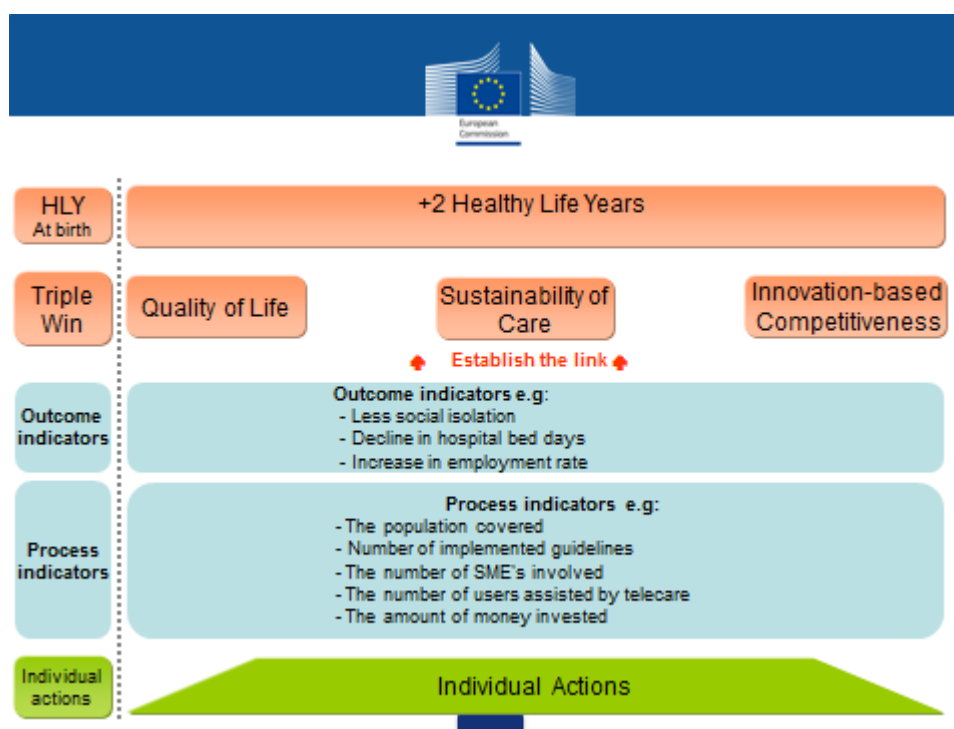 European
Commission
HLY
At birth
+2 Healthy Life Years
Triple
Win
Quality of Life
Sustainability of
Care
Innovation-based
Competitiveness
Establish the link
Outcome
indicators
Outcome indicators e.g:
- Less social isolation
- Decline in hospital bed days
- Increase in employment rate
Process
indicators
Process indicators e.g:
- The population covered
- Number of implemented guidelines
- The number of SME's involved
- The number of users assisted by telecare
- The amount of money invested
Individual
actions
Individual Actions